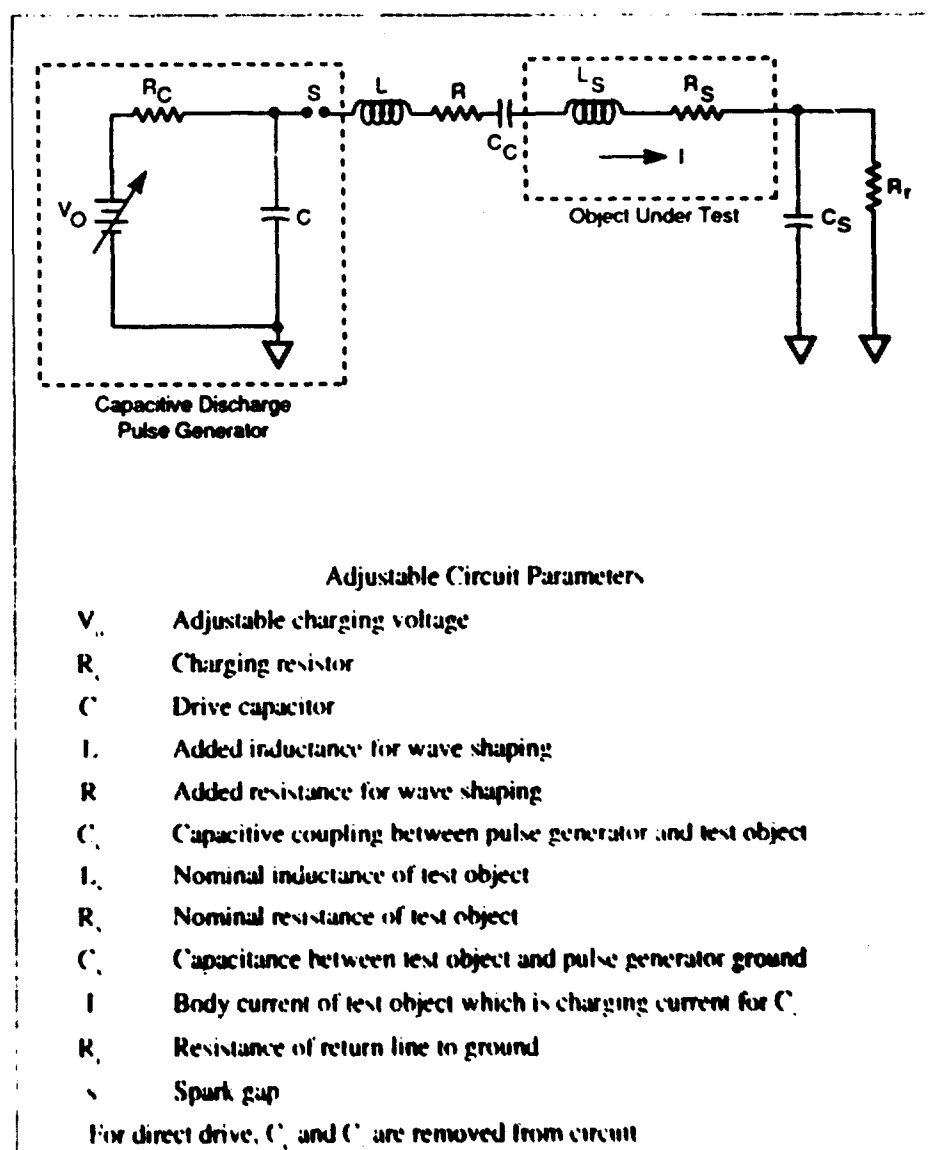 R_C
S
L
R
C_C
L_S
R_S
I
V_O
C
Object Under Test
C_S
R_r
Capacitive Discharge
Pulse Generator
Adjustable Circuit Parameters
V Adjustable charging voltage
R Charging resistor
C Drive capacitor
L Added inductance for wave shaping
R Added resistance for wave shaping
C Capacitive coupling between pulse generator and test object
L Nominal inductance of test object
R Nominal resistance of test object
C Capacitance between test object and pulse generator ground
I Body current of test object which is charging current for C
R Resistance of return line to ground
s Spark gap
For direct drive, C and C are removed from circuit